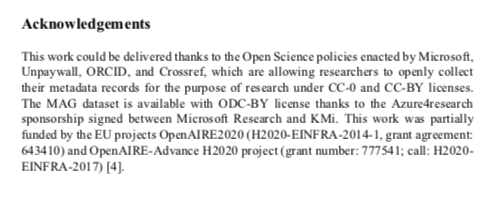 Acknowledgements
This work could be delivered thanks to the Open Science policies enacted by Microsoft,
Unpaywall, ORCID, and Crossref, which are allowing researchers to openly collect
their metadata records for the purpose of research under CC-0 and CC-BY licenses.
The MAG dataset is available with ODC-BY license thanks to the Azure4research
sponsorship signed between Microsoft Research and KMi. This work was partially
funded by the EU projects OpenAIRE2020 (H2020-EINFRA-2014-1, grant agreement:
643410) and OpenAIRE-Advance H2020 project (grant number: 777541; call: H2020-
EINFRA-2017) [4].